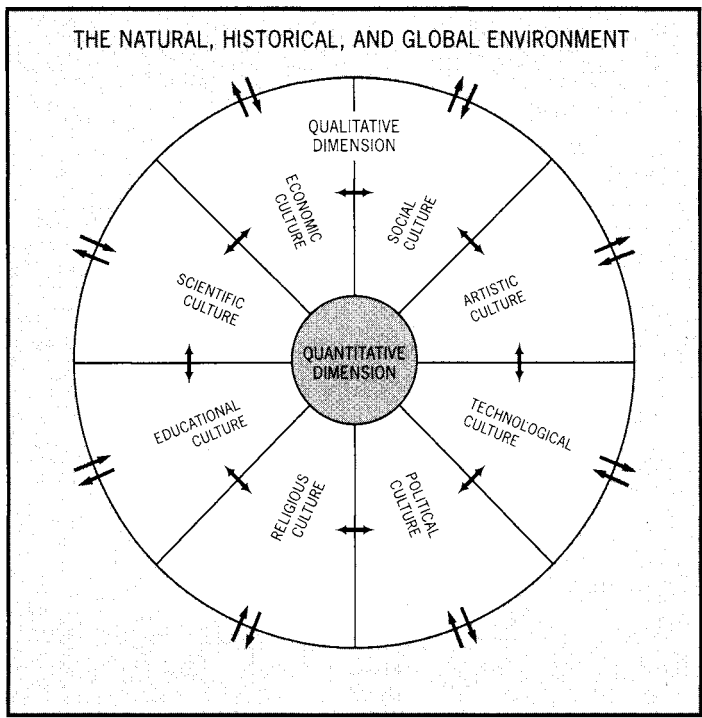 THE NATURAL, HISTORICAL, AND GLOBAL ENVIRONMENT
QUALITATIVE
DIMENSION
ECONOMIC
CULTURE
SOCIAL
CULTURE
SCIENTIFIC
CULTURE
ARTISTIC
CULTURE
QUANTITATIVE
DIMENSION
EDUCATIONAL
CULTURE
TECHNOLOGICAL
CULTURE
RELIGIOUS
CULTURE
POLITICAL
CULTURE